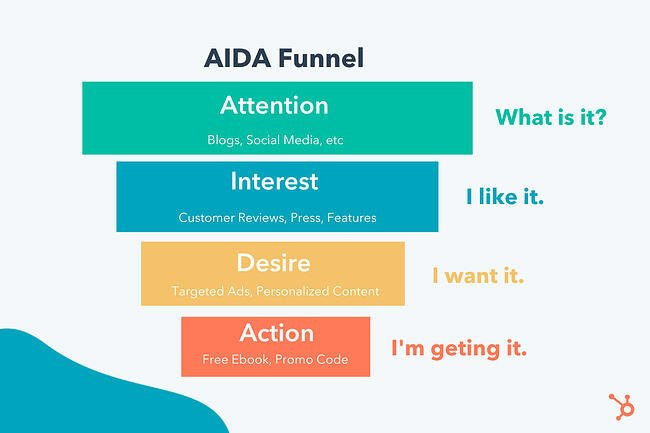 AIDA Funnel
Attention
Blogs, Social Media, etc
What is it?
Interest
Customer Reviews, Press, Features
I like it.
Desire
Targeted Ads, Personalized Content
I want it.
Action
Free Ebook, Promo Code
I'm geting it.